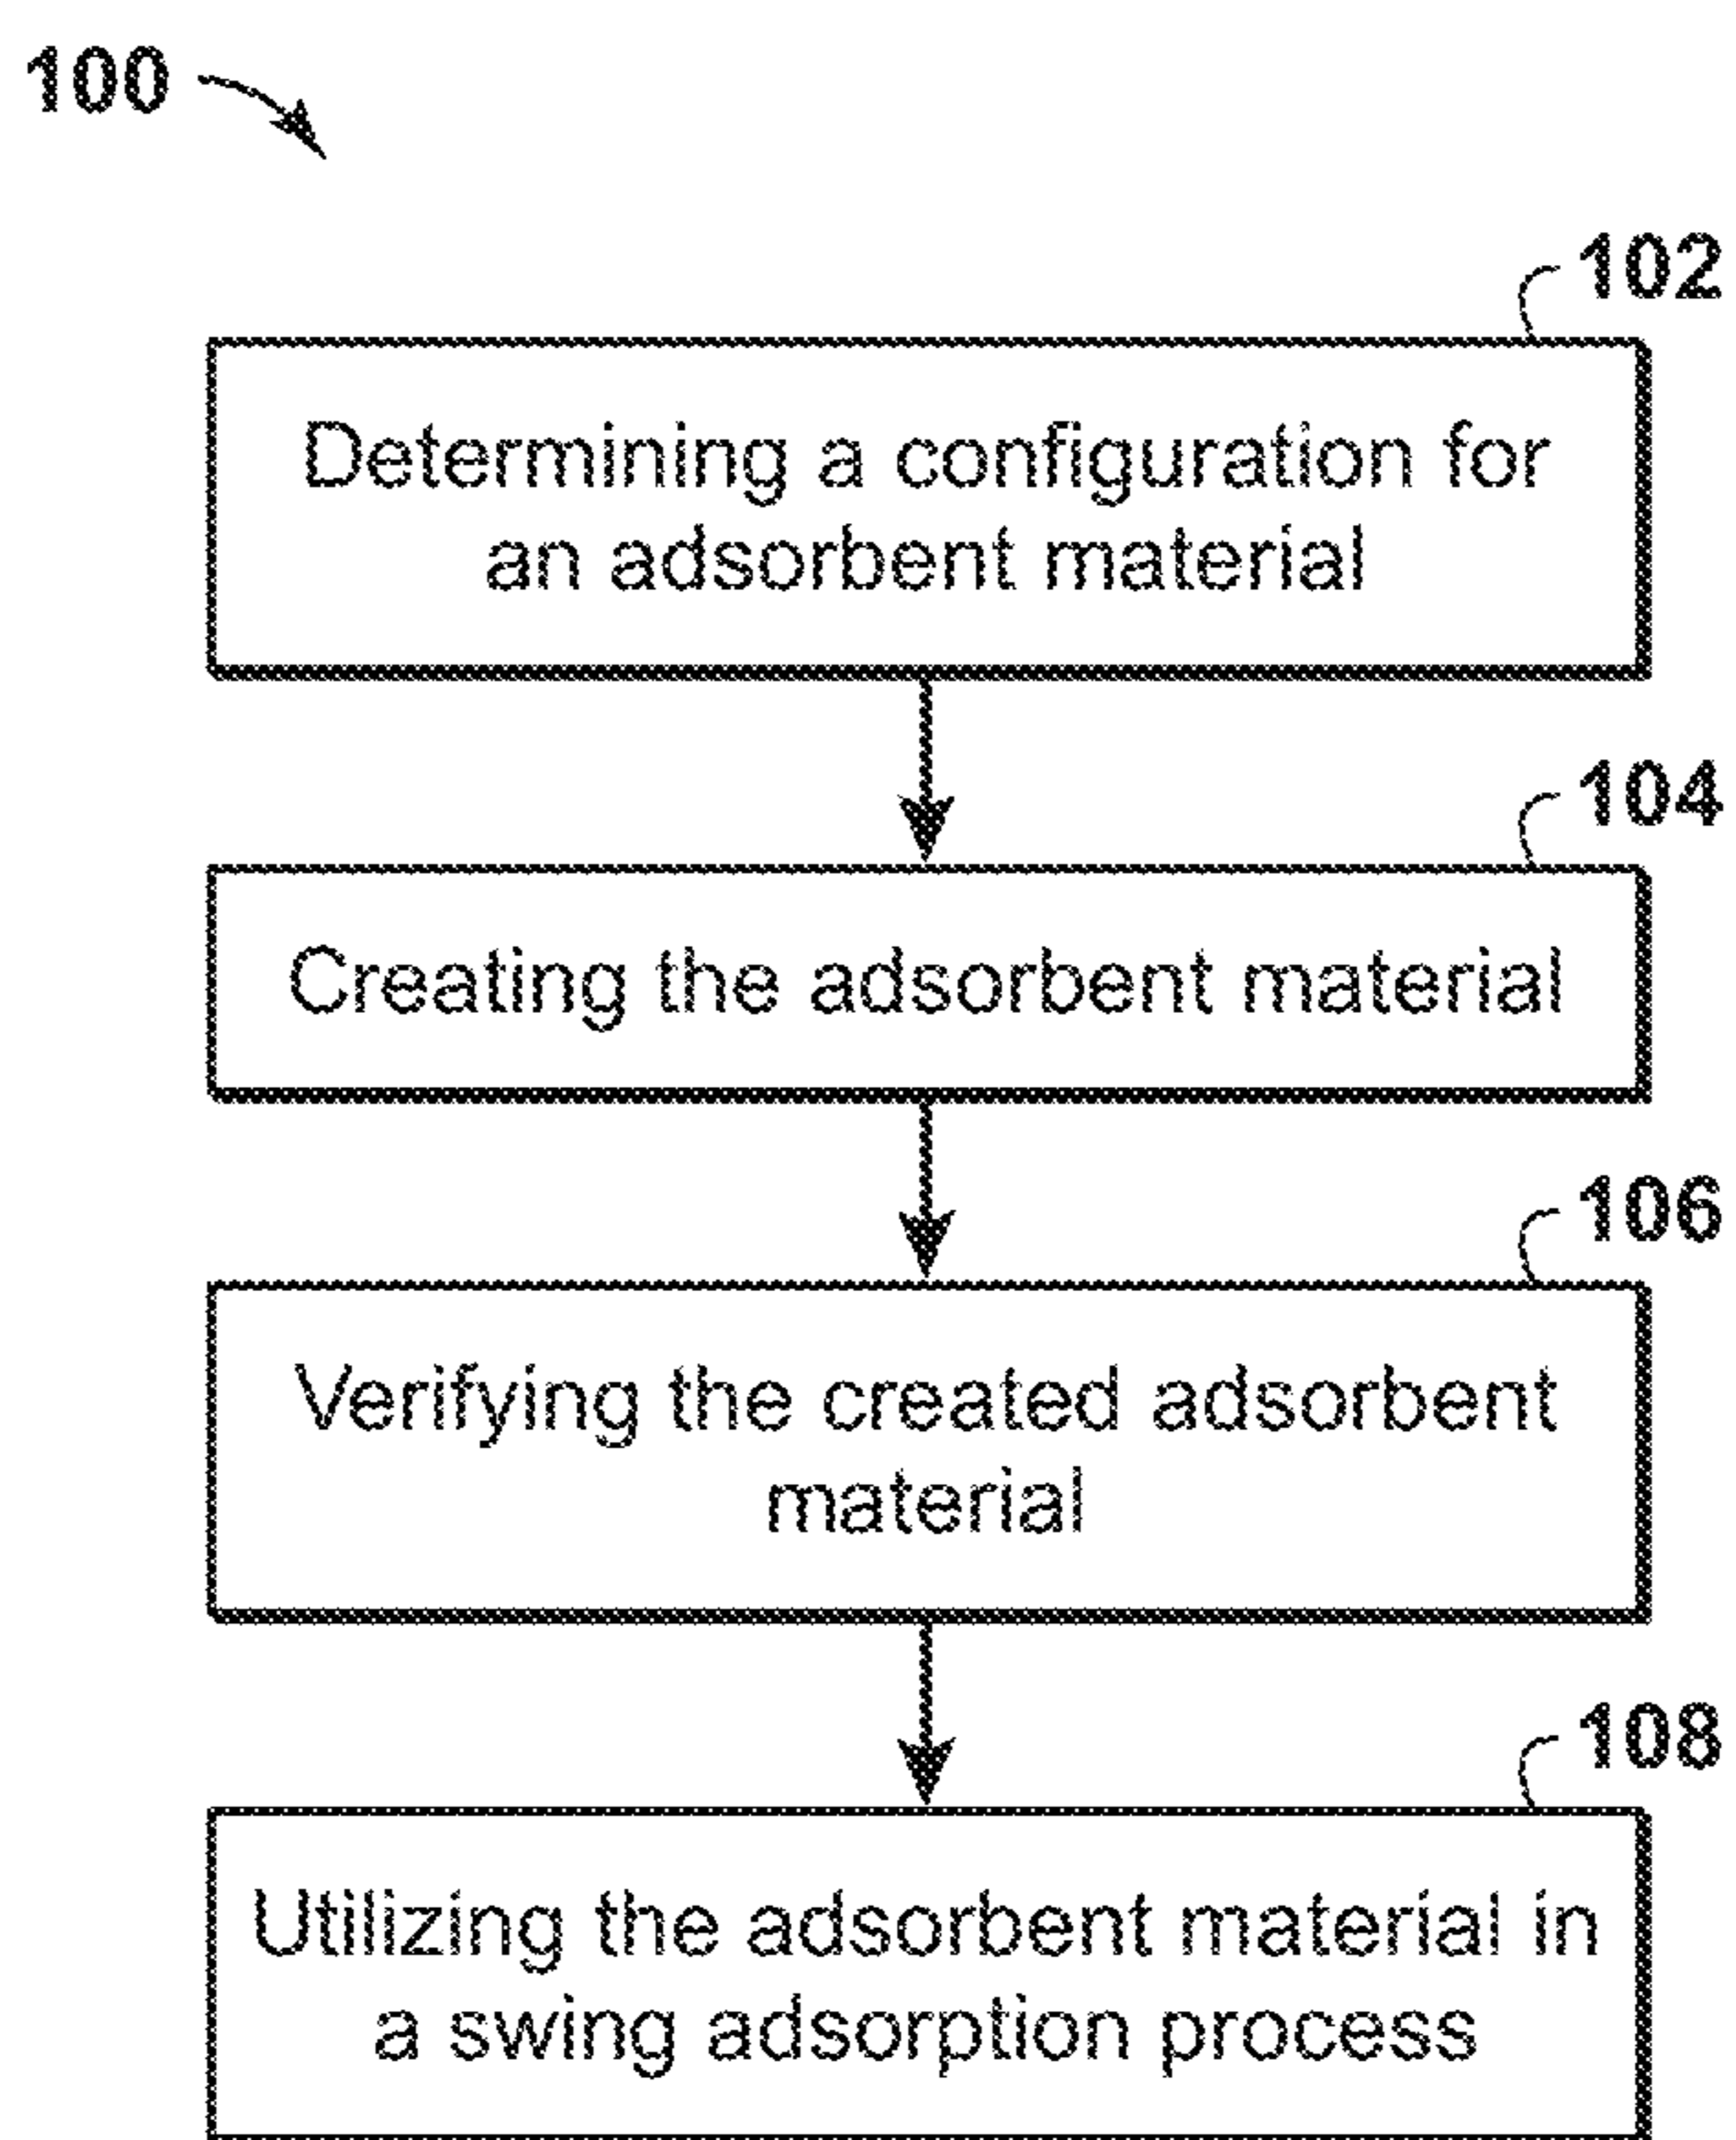 100
102
Determining a configuration for
an adsorbent material
104
Creating the adsorbent material
106
Verifying the created adsorbent
material
108
Utilizing the adsorbent material in
a swing adsorption process